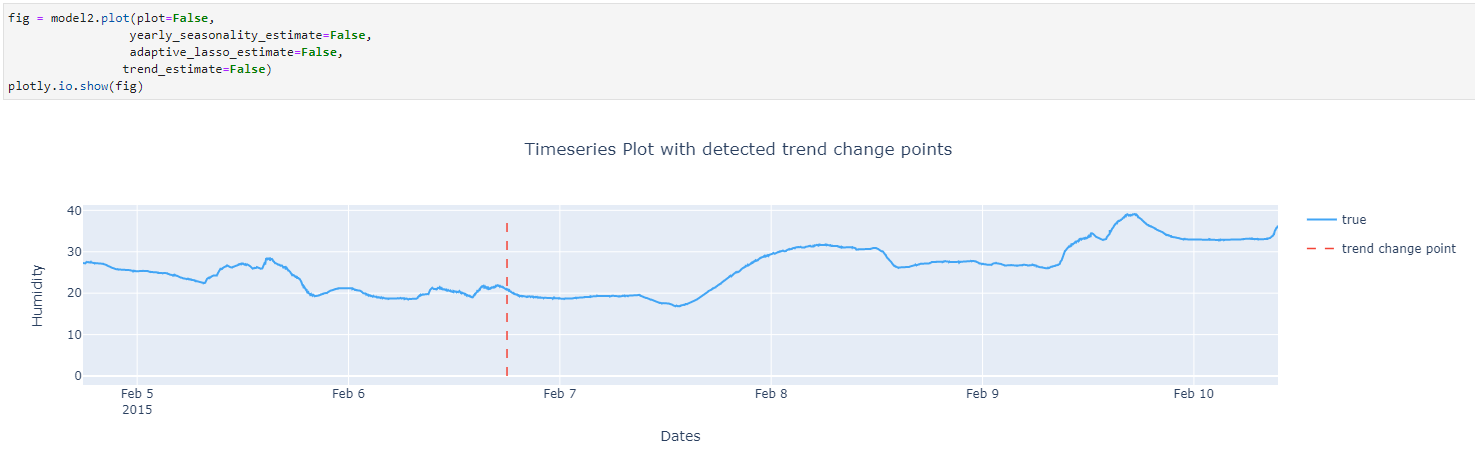 fig = model2.plot(plot=False,
yearly_seasonality_estimate=False,
adaptive_lasso_estimate=False,
trend_estimate=False)
plotly.io.show(fig)
Timeseries Plot with detected trend change points
40
30
20
10
0
Humidity
true
trend change point
Feb 5
2015
Feb 6
Feb 7
Feb 8
Feb 9
Feb 10
Dates